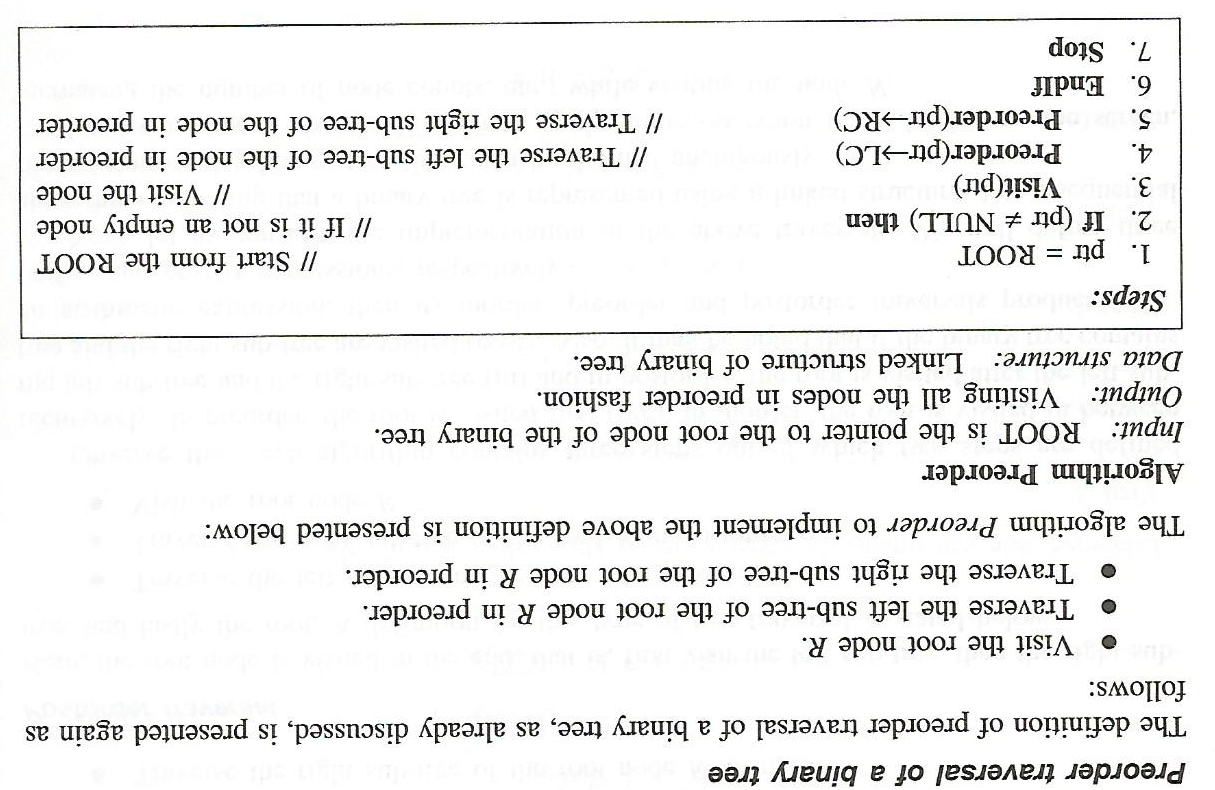 Preorder traversal of a binary tree
The definition of preorder traversal of a binary tree, as already discussed, is presented again as
follows:
• Visit the root node R.
• Traverse the left sub-tree of the root node R in preorder.
• Traverse the right sub-tree of the root node R in preorder.
The algorithm Preorder to implement the above definition is presented below:
Algorithm Preorder
Input: ROOT is the pointer to the root node of the binary tree.
Output: Visiting all the nodes in preorder fashion.
Data structure: Linked structure of binary tree.
Steps:
1. ptr = ROOT // Start from the ROOT
2. If (ptr ≠ NULL) then // If it is not an empty node
3. Visit(ptr) // Visit the node
4. Preorder(ptr→LC) // Traverse the left sub-tree of the node in preorder
5. Preorder(ptr→RC) // Traverse the right sub-tree of the node in preorder
6. EndIf
7. Stop